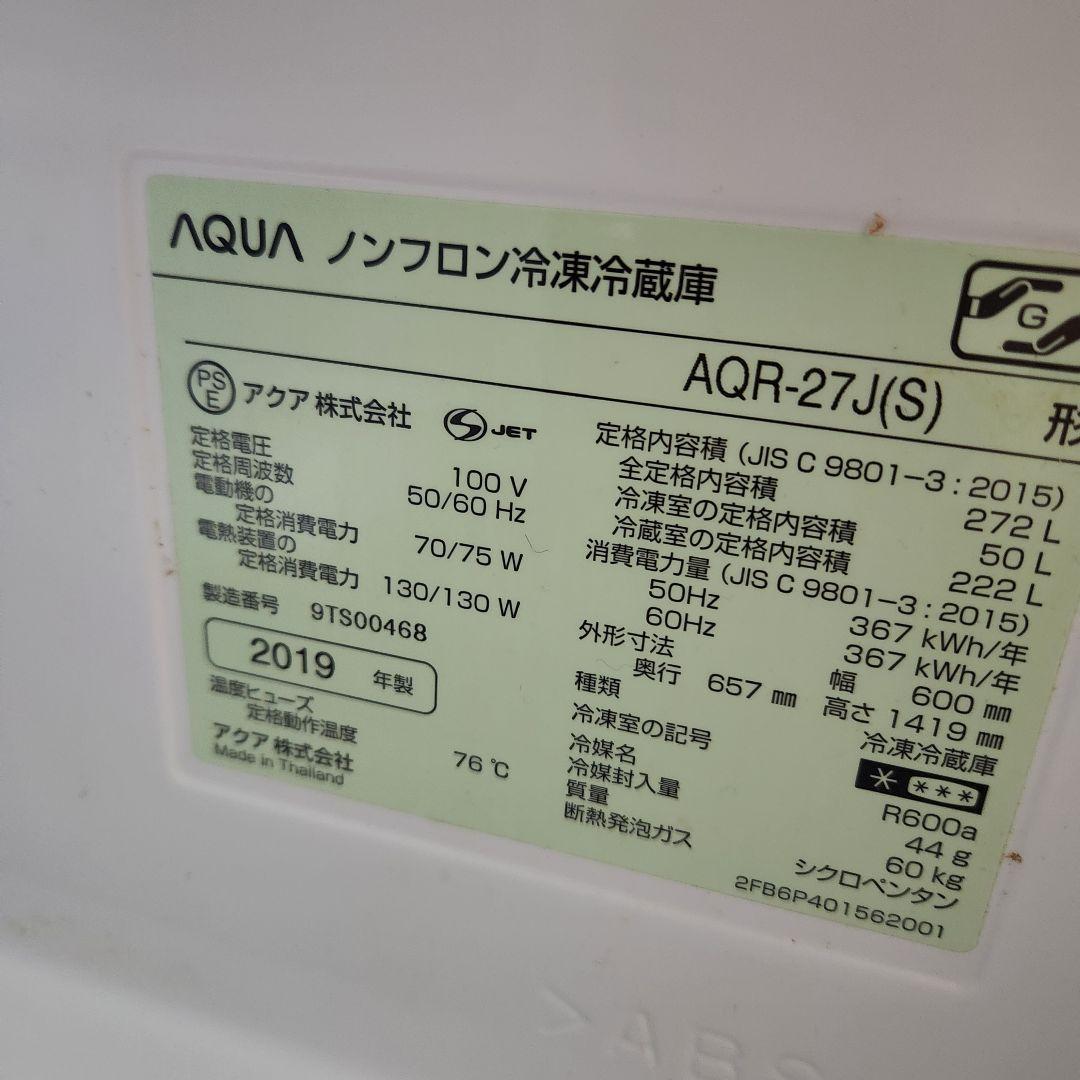 AQUA ノンフロン冷凍冷蔵庫
G
AQR-27J(S) 形
PSE アクア 株式会社 JET
定格電圧 100 V
定格周波数 50/60 Hz
電動機の
定格消費電力 70/75 W
電熱装置の
定格消費電力 130/130 W
製造番号 9TS00468
2019 年製
温度ヒューズ
定格動作温度 76 ℃
アクア 株式会社
Made in Thailand
定格内容積 (JIS C 9801-3 : 2015)
全定格内容積 272 L
冷凍室の定格内容積 50 L
冷蔵室の定格内容積 222 L
消費電力量 (JIS C 9801-3 : 2015)
50Hz 367 kWh/年
60Hz 367 kWh/年
外形寸法 幅 600 ㎜
奥行 657 ㎜ 高さ 1419 ㎜
種類 冷凍冷蔵庫
冷凍室の記号 * ***
冷媒名 R600a
冷媒封入量 44 g
質量 60 kg
断熱発泡ガス シクロペンタン
2FB6P401562001